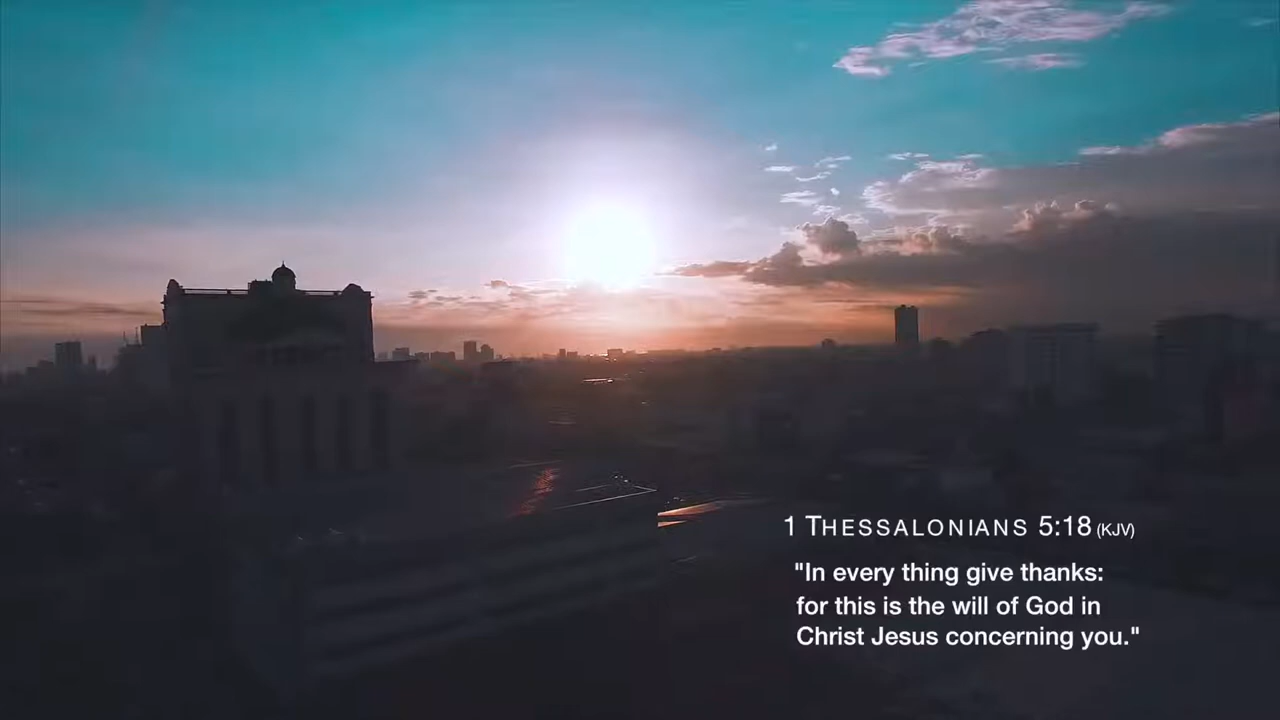 1 THESSALONIANS 5:18 (KJV)
"In every thing give thanks:
for this is the will of God in
Christ Jesus concerning you."